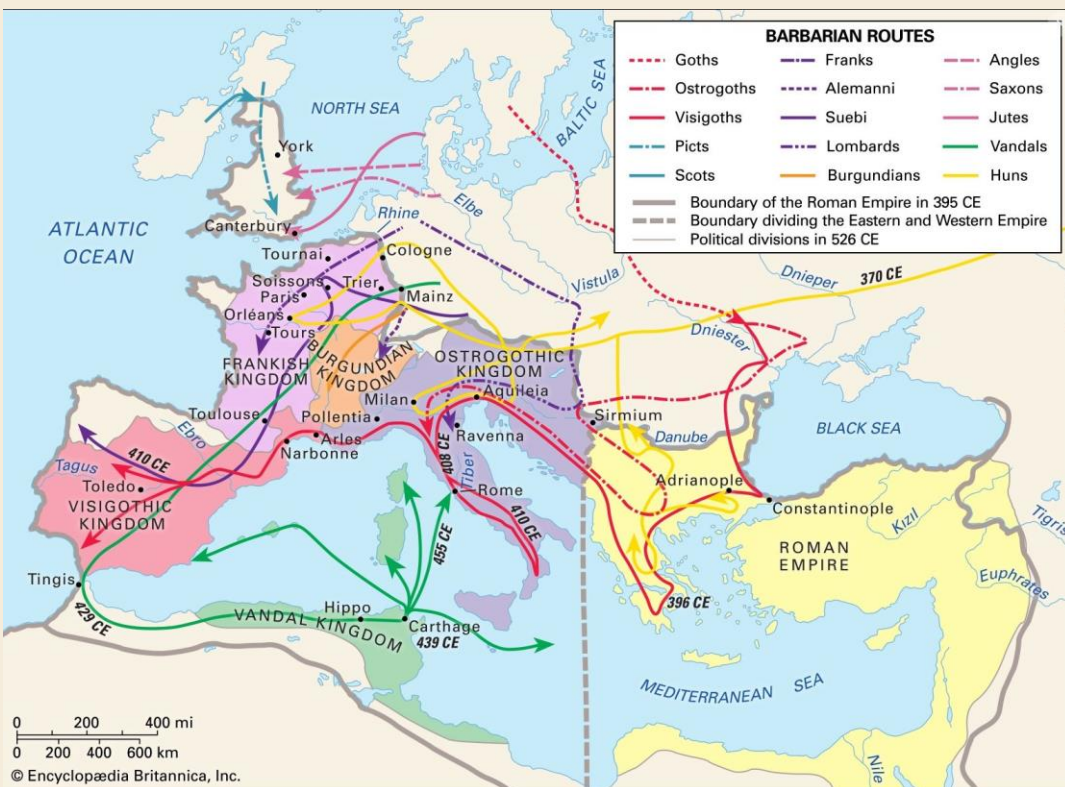 BARBARIAN ROUTES
Goths
Franks
Angles
Ostrogoths
Alemanni
Saxons
Visigoths
Suebi
Jutes
Picts
Lombards
Vandals
Scots
Burgundians
Huns
Boundary of the Roman Empire in 395 CE
Boundary dividing the Eastern and Western Empire
Political divisions in 526 CE
NORTH SEA
BALTIC SEA
York
ATLANTIC
OCEAN
Canterbury
Rhine
Elbe
Tournai
Cologne
Vistula
Dnieper
370 CE
Soissons
Trier
Paris
Mainz
Orléans
Tours
Dniester
FRANKISH
KINGDOM
BURGUNDIAN
KINGDOM
OSTROGOTHIC
KINGDOM
Milan
Aquileia
Toulouse
Pollentia
Sirmium
Danube
BLACK SEA
Ebro
Arles
Narbonne
Ravenna
408 CE
Tiber
410 CE
Tagus
Toledo
VISIGOTHIC
KINGDOM
Rome
410 CE
Adrianople
Constantinople
Kızıl
Tigris
Euphrates
ROMAN
EMPIRE
455 CE
396 CE
Tingis
429 CE
Hippo
VANDAL KINGDOM
Carthage
439 CE
MEDITERRANEAN SEA
Nile
0 200 400 mi
0 200 400 600 km
© Encyclopædia Britannica, Inc.